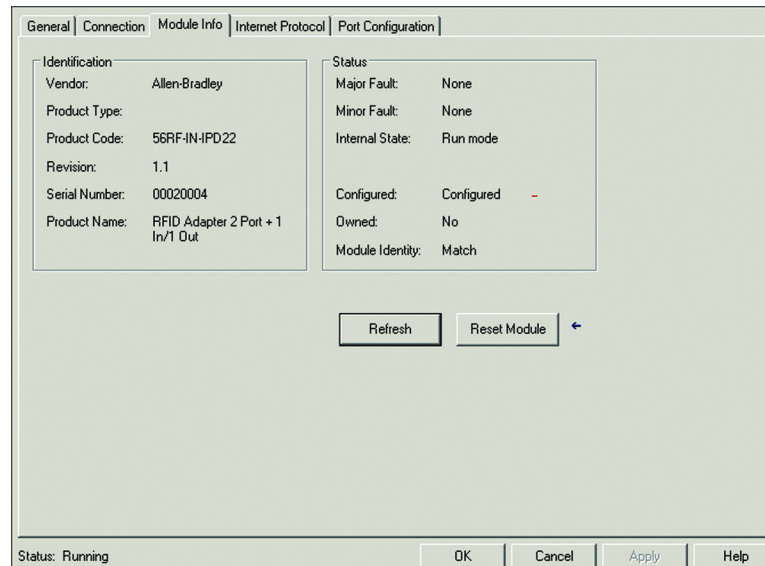 General Connection Module Info Internet Protocol Port Configuration
Identification
Vendor: Allen-Bradley
Product Type:
Product Code: 56RF-IN-IPD22
Revision: 1.1
Serial Number: 00020004
Product Name: RFID Adapter 2 Port + 1
In/1 Out
Status
Major Fault: None
Minor Fault: None
Internal State: Run mode
Configured: Configured
Owned: No
Module Identity: Match
Refresh Reset Module
Status: Running OK Cancel Apply Help